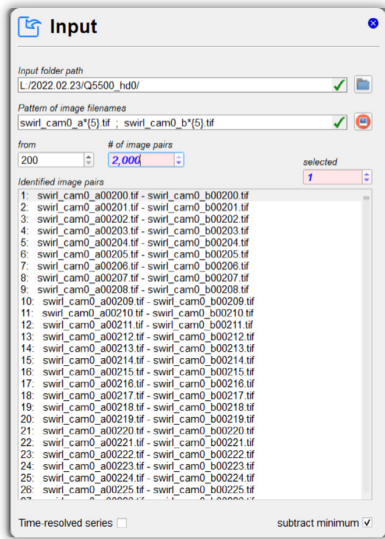 Input
Input folder path
L:/2022.02.23/Q5500_hd0/
Pattern of image filenames
swirl_cam0_a*{5}.tif ; swirl_cam0_b*{5}.tif
from # of image pairs
200 2,000
selected
1
Identified image pairs
1: swirl_cam0_a00200.tif - swirl_cam0_b00200.tif
2: swirl_cam0_a00201.tif - swirl_cam0_b00201.tif
3: swirl_cam0_a00202.tif - swirl_cam0_b00202.tif
4: swirl_cam0_a00203.tif - swirl_cam0_b00203.tif
5: swirl_cam0_a00204.tif - swirl_cam0_b00204.tif
6: swirl_cam0_a00205.tif - swirl_cam0_b00205.tif
7: swirl_cam0_a00206.tif - swirl_cam0_b00206.tif
8: swirl_cam0_a00207.tif - swirl_cam0_b00207.tif
9: swirl_cam0_a00208.tif - swirl_cam0_b00208.tif
10: swirl_cam0_a00209.tif - swirl_cam0_b00209.tif
11: swirl_cam0_a00210.tif - swirl_cam0_b00210.tif
12: swirl_cam0_a00211.tif - swirl_cam0_b00211.tif
13: swirl_cam0_a00212.tif - swirl_cam0_b00212.tif
14: swirl_cam0_a00213.tif - swirl_cam0_b00213.tif
15: swirl_cam0_a00214.tif - swirl_cam0_b00214.tif
16: swirl_cam0_a00215.tif - swirl_cam0_b00215.tif
17: swirl_cam0_a00216.tif - swirl_cam0_b00216.tif
18: swirl_cam0_a00217.tif - swirl_cam0_b00217.tif
19: swirl_cam0_a00218.tif - swirl_cam0_b00218.tif
20: swirl_cam0_a00219.tif - swirl_cam0_b00219.tif
21: swirl_cam0_a00220.tif - swirl_cam0_b00220.tif
22: swirl_cam0_a00221.tif - swirl_cam0_b00221.tif
23: swirl_cam0_a00222.tif - swirl_cam0_b00222.tif
24: swirl_cam0_a00223.tif - swirl_cam0_b00223.tif
25: swirl_cam0_a00224.tif - swirl_cam0_b00224.tif
26: swirl_cam0_a00225.tif - swirl_cam0_b00225.tif
Time-resolved series subtract minimum